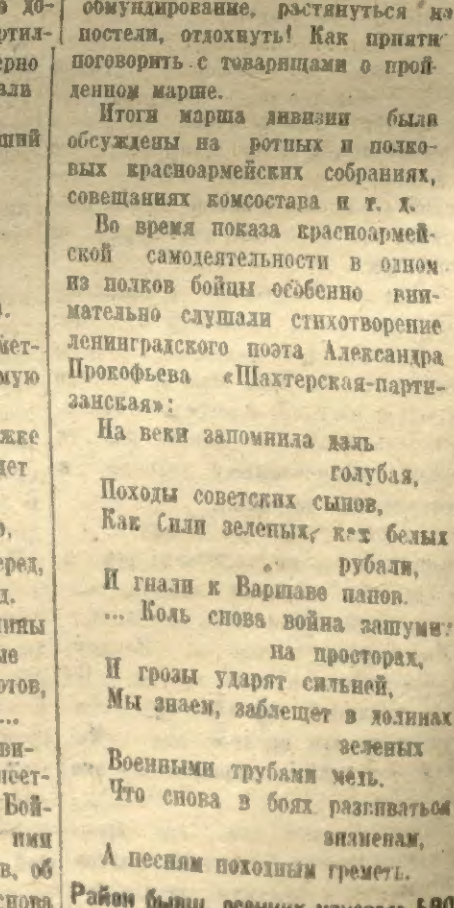 обмундирование, растянуться на
постели, отдохнуть! Как
поговорить с товарищами о прой-
денном марше.
Итоги марша дивизии были
обсуждены на ротных и полко-
вых красноармейских собраниях,
совещаниях комсостава и т. д.
Во время показа красноармей-
ской самодеятельности в одном
из полков бойцы особенно вни-
мательно слушали стихотворение
ленинградского поэта Александра
Прокофьева «Шахтерская-парти-
занская»:
На веки запомнила даль
голубая,
Походы советских сынов,
Как били зеленых, как белых
рубали,
И гнали к Варшаве панов.
... Коль снова война зашумит
на просторах,
И грозы ударят сильней,
Мы знаем, заблещет в долинах
зеленых
Военными трубами медь.
Что снова в боях развиваться
знаменам,
А песням походным греметь.
Район